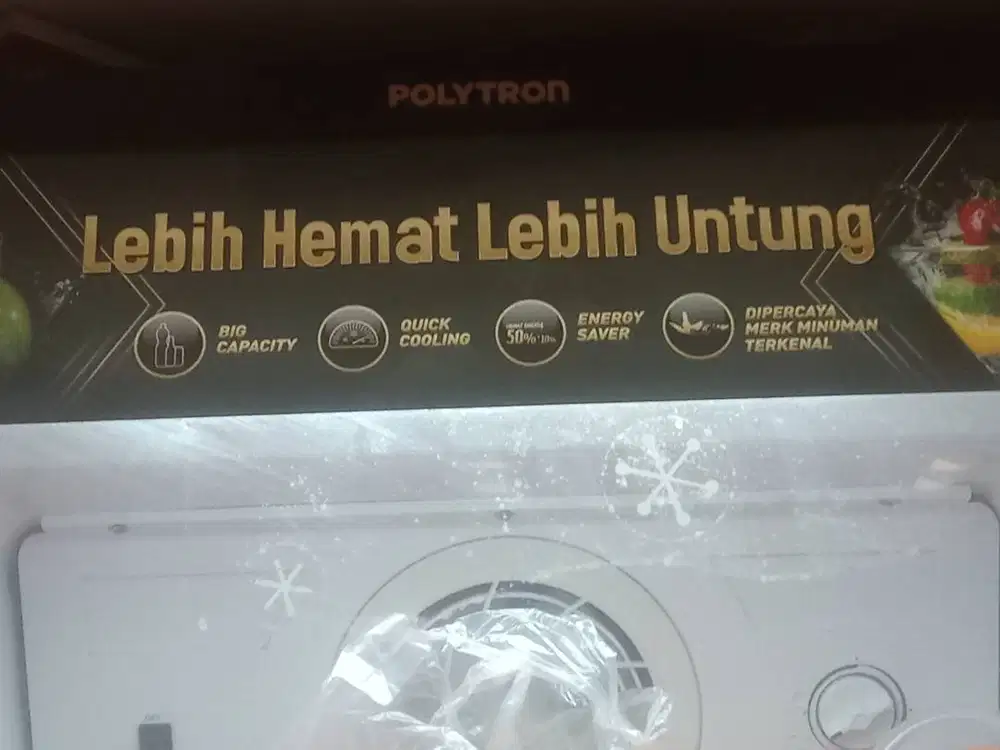 POLYTRON
Lebih Hemat Lebih Untung
BIG
CAPACITY
QUICK
COOLING
50%
ENERGY
SAVER
DIPERCAYA
MERK MINUMAN
TERKENAL